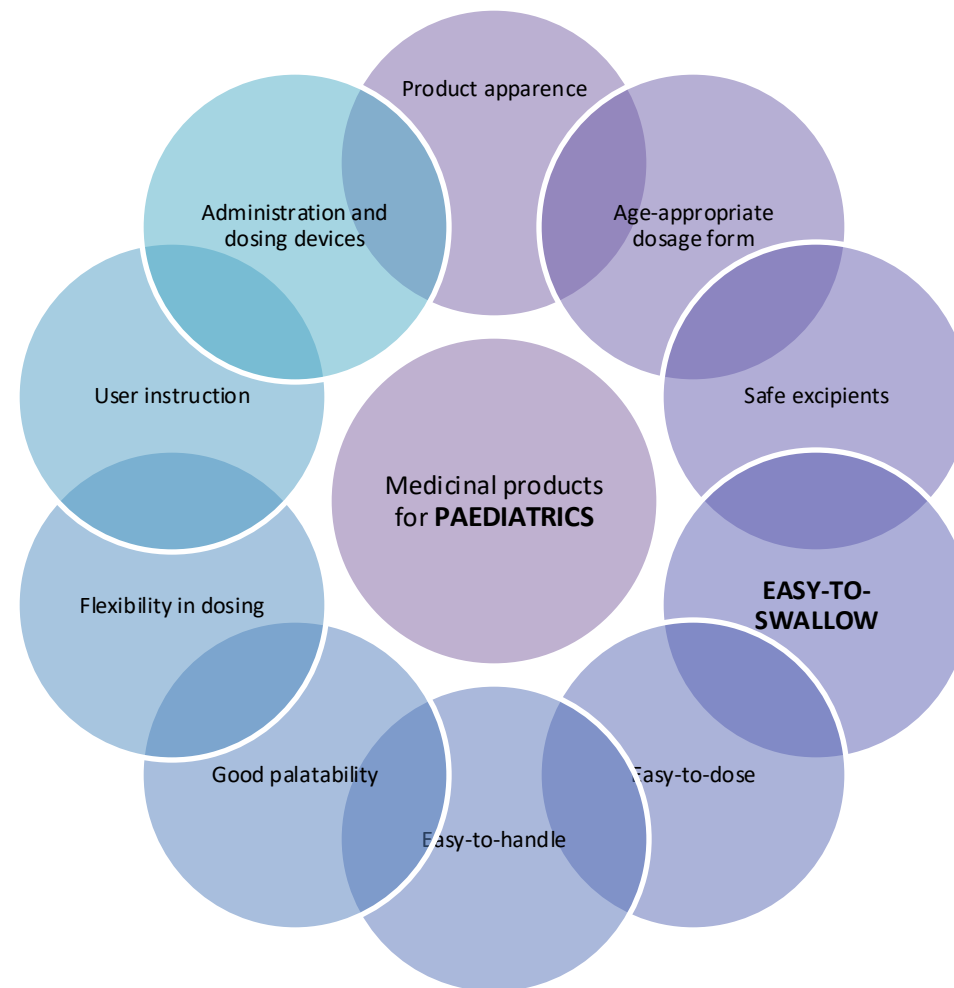 Product apparence
Age-appropriate
dosage form
Safe excipients
EASY-TO-
SWALLOW
Easy-to-dose
Easy-to-handle
Good palatability
Flexibility in dosing
User instruction
Administration and
dosing devices
Medicinal products
for PAEDIATRICS